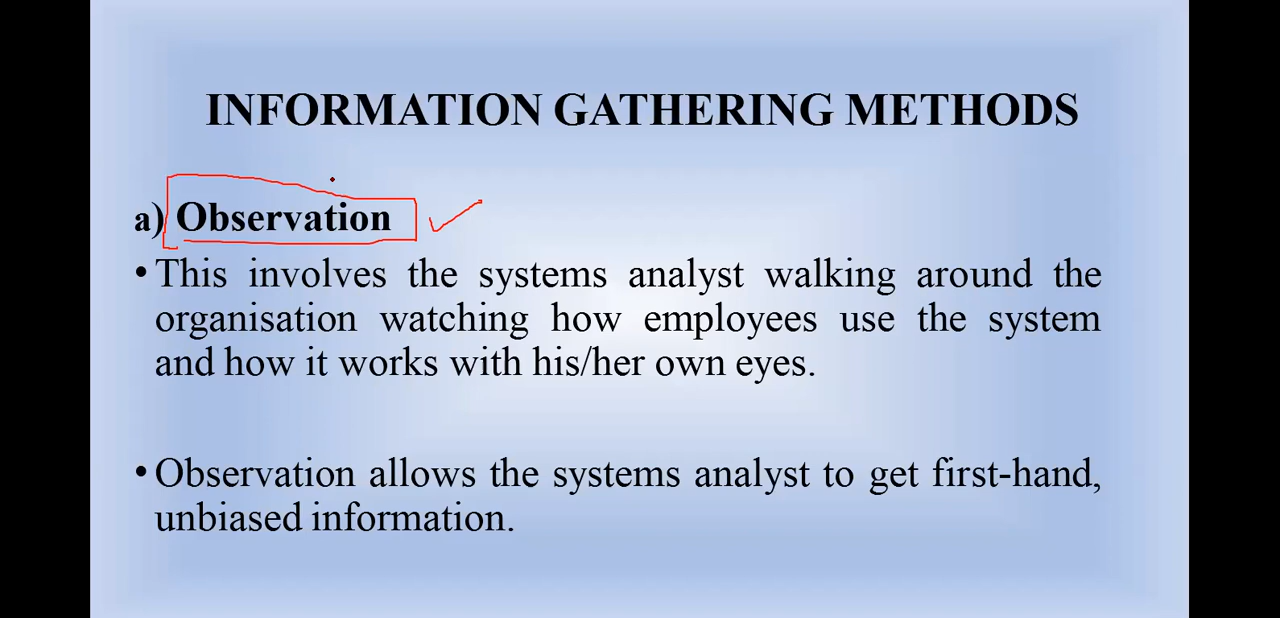 INFORMATION GATHERING METHODS
a) Observation
• This involves the systems analyst walking around the
organisation watching how employees use the system
and how it works with his/her own eyes.
• Observation allows the systems analyst to get first-hand,
unbiased information.